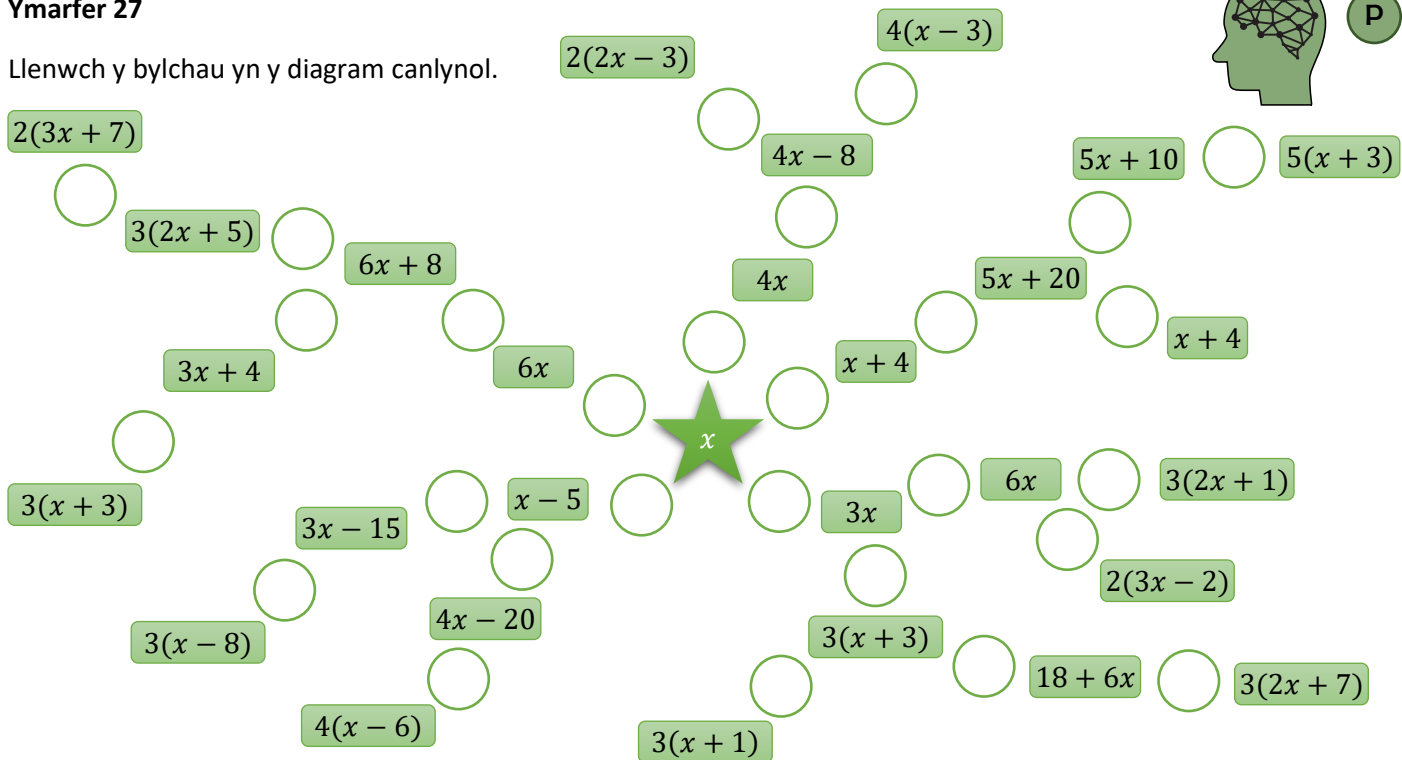 Ymarfer 27
P
Llenwch y bylchau yn y diagram canlynol.
2(2x − 3)
4(x − 3)
2(3x + 7)
4x − 8
5x + 10
5(x + 3)
3(2x + 5)
6x + 8
4x
5x + 20
x + 4
3x + 4
6x
x + 4
x
3(x + 3)
3x − 15
x − 5
3x
6x
3(2x + 1)
2(3x − 2)
3(x − 8)
4x − 20
3(x + 3)
18 + 6x
3(2x + 7)
4(x − 6)
3(x + 1)